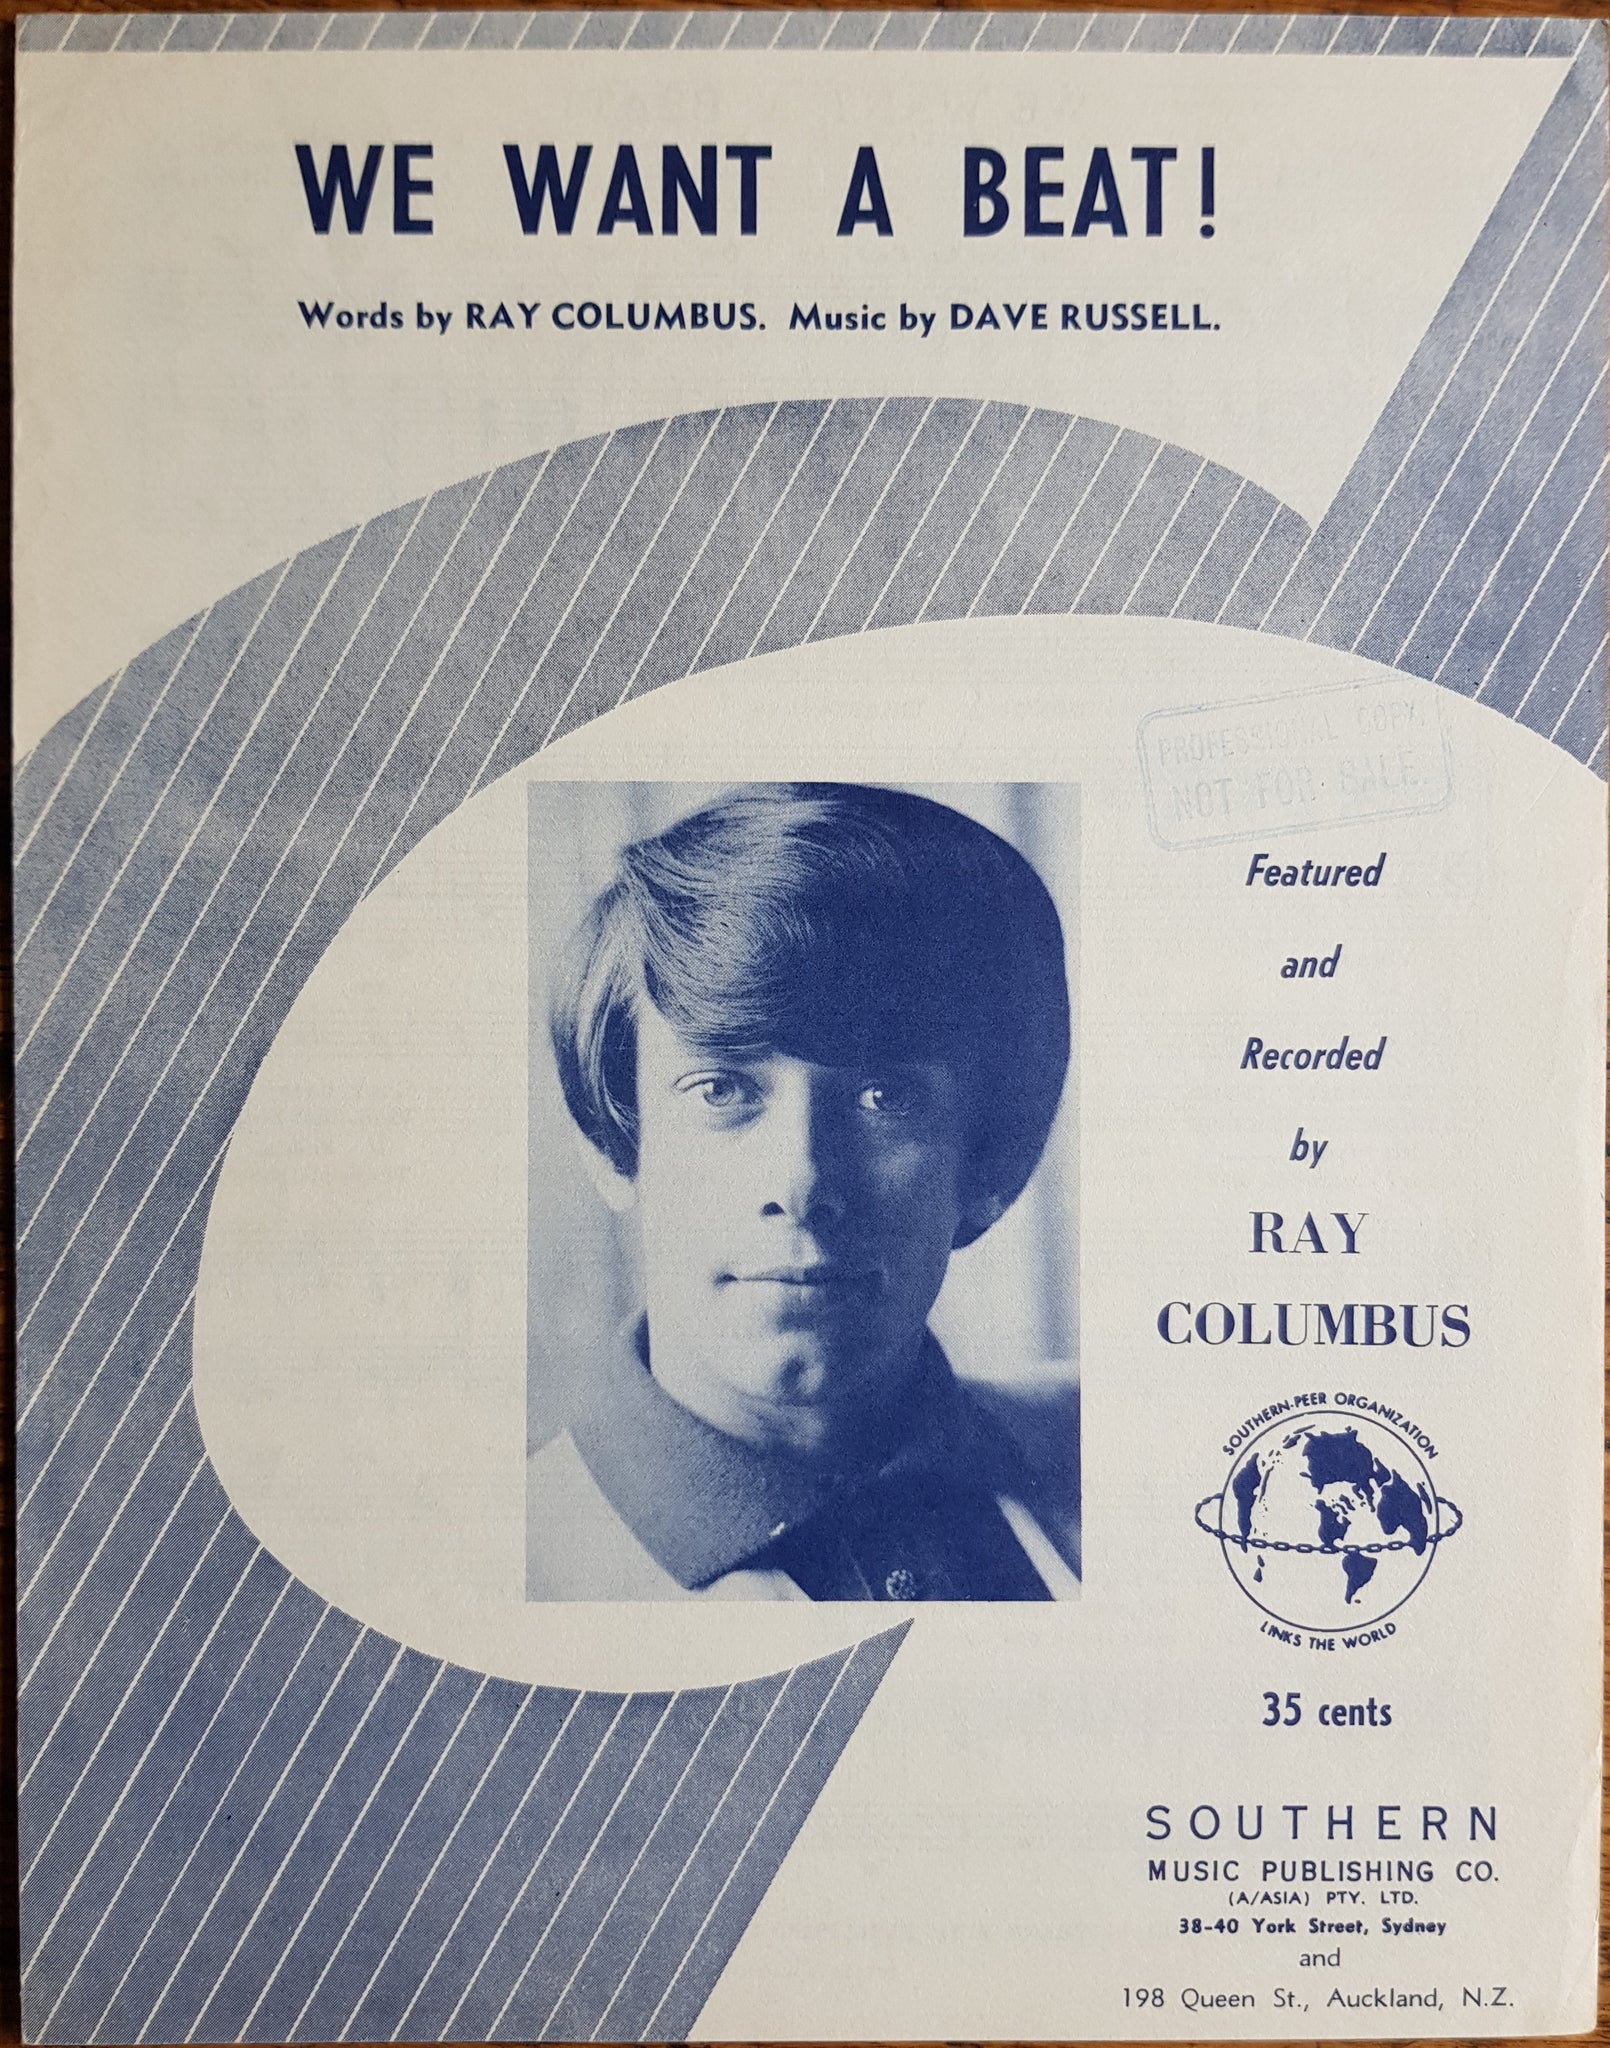 WE WANT A BEAT!
Words by RAY COLUMBUS. Music by DAVE RUSSELL.
PROFESSIONAL COPY.
NOT FOR SALE.
Featured
and
Recorded
by
RAY
COLUMBUS
SOUTHERN-PEER ORGANIZATION
LINKS THE WORLD
35 cents
SOUTHERN
MUSIC PUBLISHING CO.
(A/ASIA) PTY. LTD.
38-40 York Street, Sydney
and
198 Queen St., Auckland, N.Z.